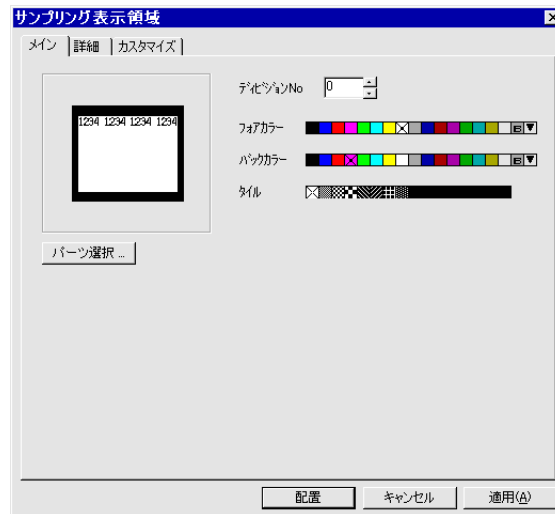 サンプリング表示領域
メイン 詳細 カスタマイズ
1234 1234 1234 1234
ディビジョンNo 0
フォアカラー B
バックカラー B
タイル
パーツ選択 ...
配置 キャンセル 適用(A)